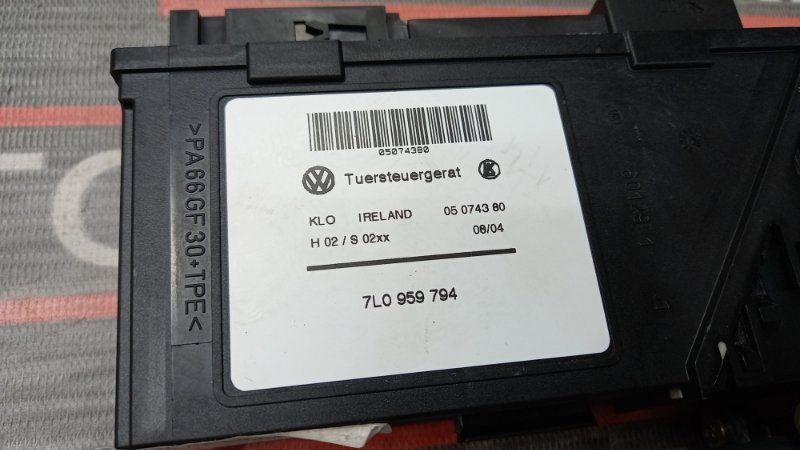 05074380
Tuersteuergerat
KLO IRELAND 05 0743 80
H 02 / S 02xx 08/04
7L0 959 794
>PA66GF30+TPE<